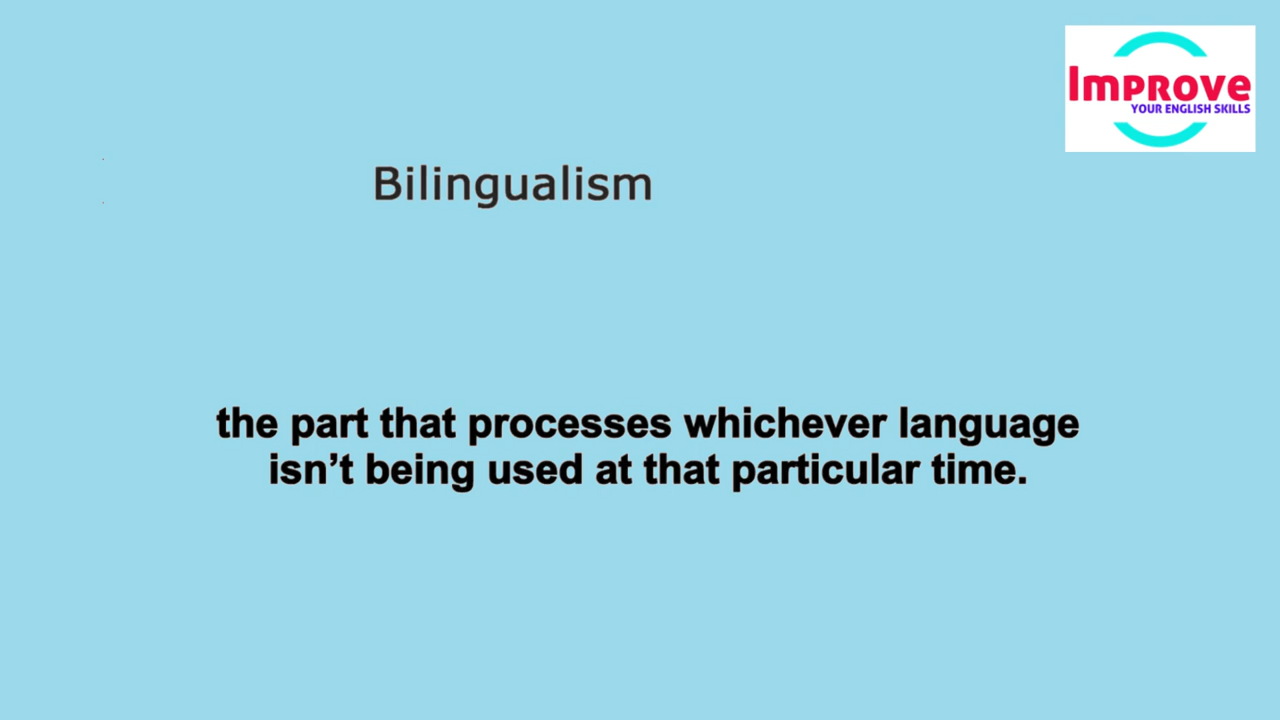 Improve
YOUR ENGLISH SKILLS
Bilingualism
the part that processes whichever language
isn’t being used at that particular time.